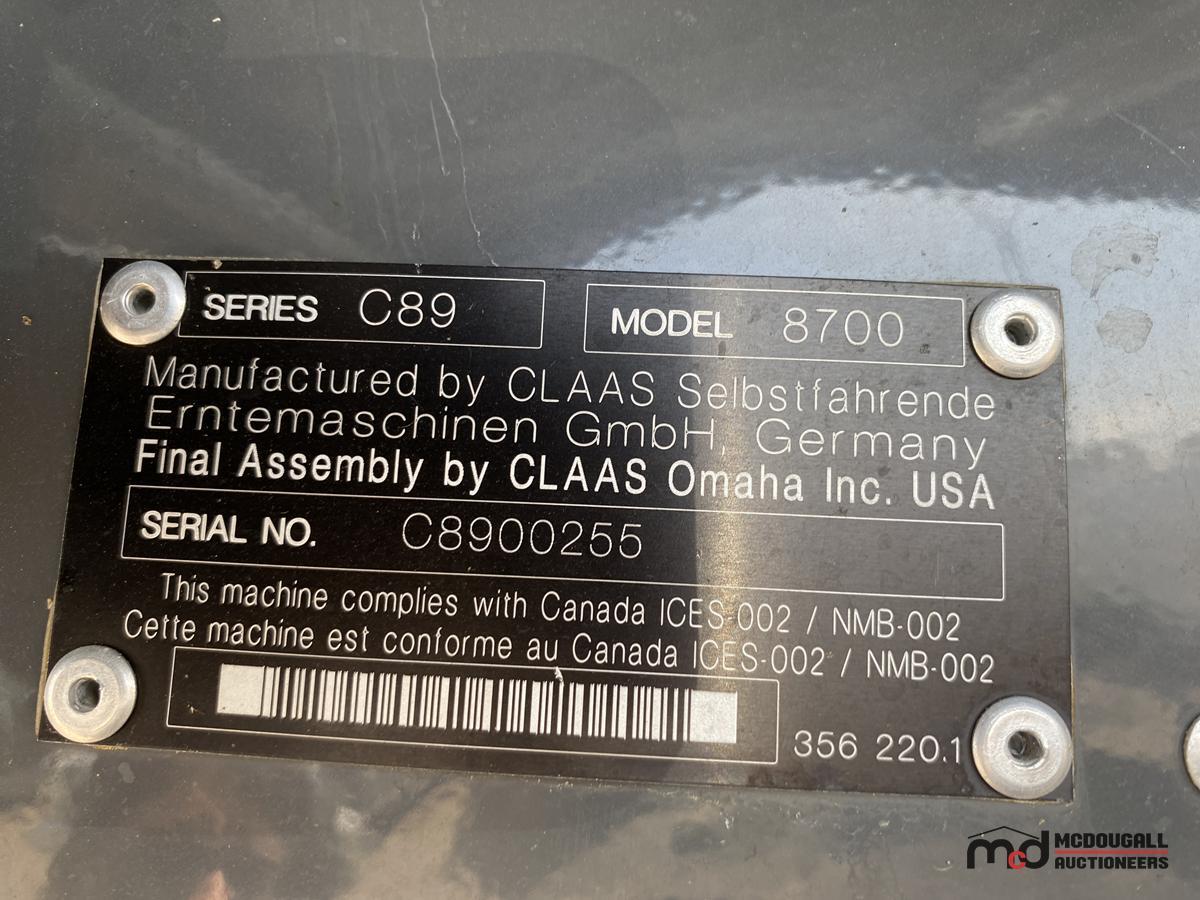 SERIES C89 MODEL 8700
Manufactured by CLAAS Selbstfahrende
Erntemaschinen GmbH, Germany
Final Assembly by CLAAS Omaha Inc. USA
SERIAL NO. C8900255
This machine complies with Canada ICES-002 / NMB-002
Cette machine est conforme au Canada ICES-002 / NMB-002
356 220.1
mcd MCDOUGALL
AUCTIONEERS